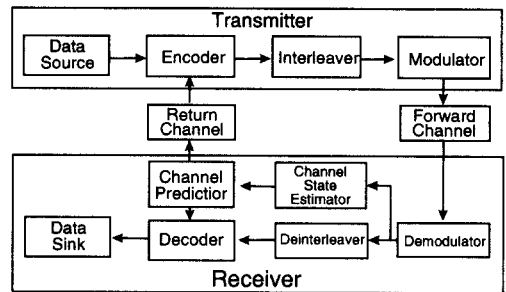 Transmitter
Data
Source
Encoder
Interleaver
Modulator
Return
Channel
Forward
Channel
Channel
Predictior
Channel
State
Estimator
Data
Sink
Decoder
Deinterleaver
Demodulator
Receiver